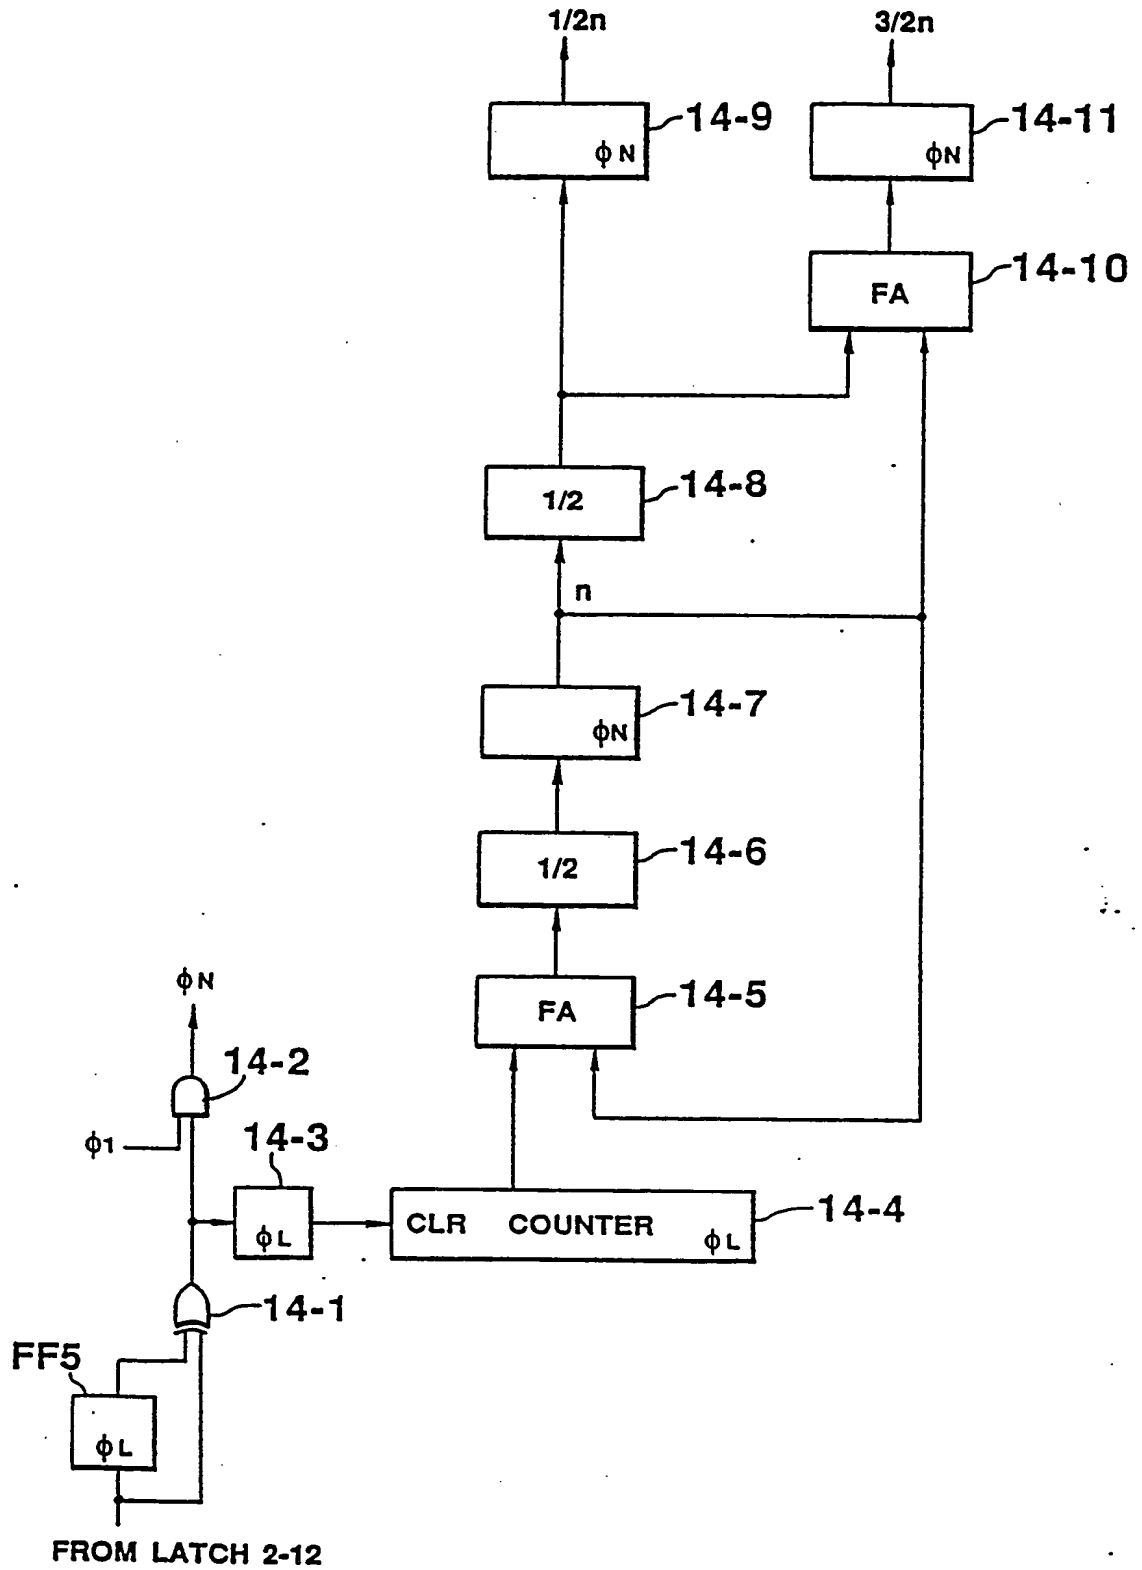 1/2n
3/2n
14-9
ϕN
14-11
ϕN
14-10
FA
14-8
1/2
n
14-7
ϕN
14-6
1/2
14-5
FA
ϕN
14-2
ϕ1
14-3
ϕL
14-4
CLR COUNTER ϕL
14-1
FF5
ϕL
FROM LATCH 2-12